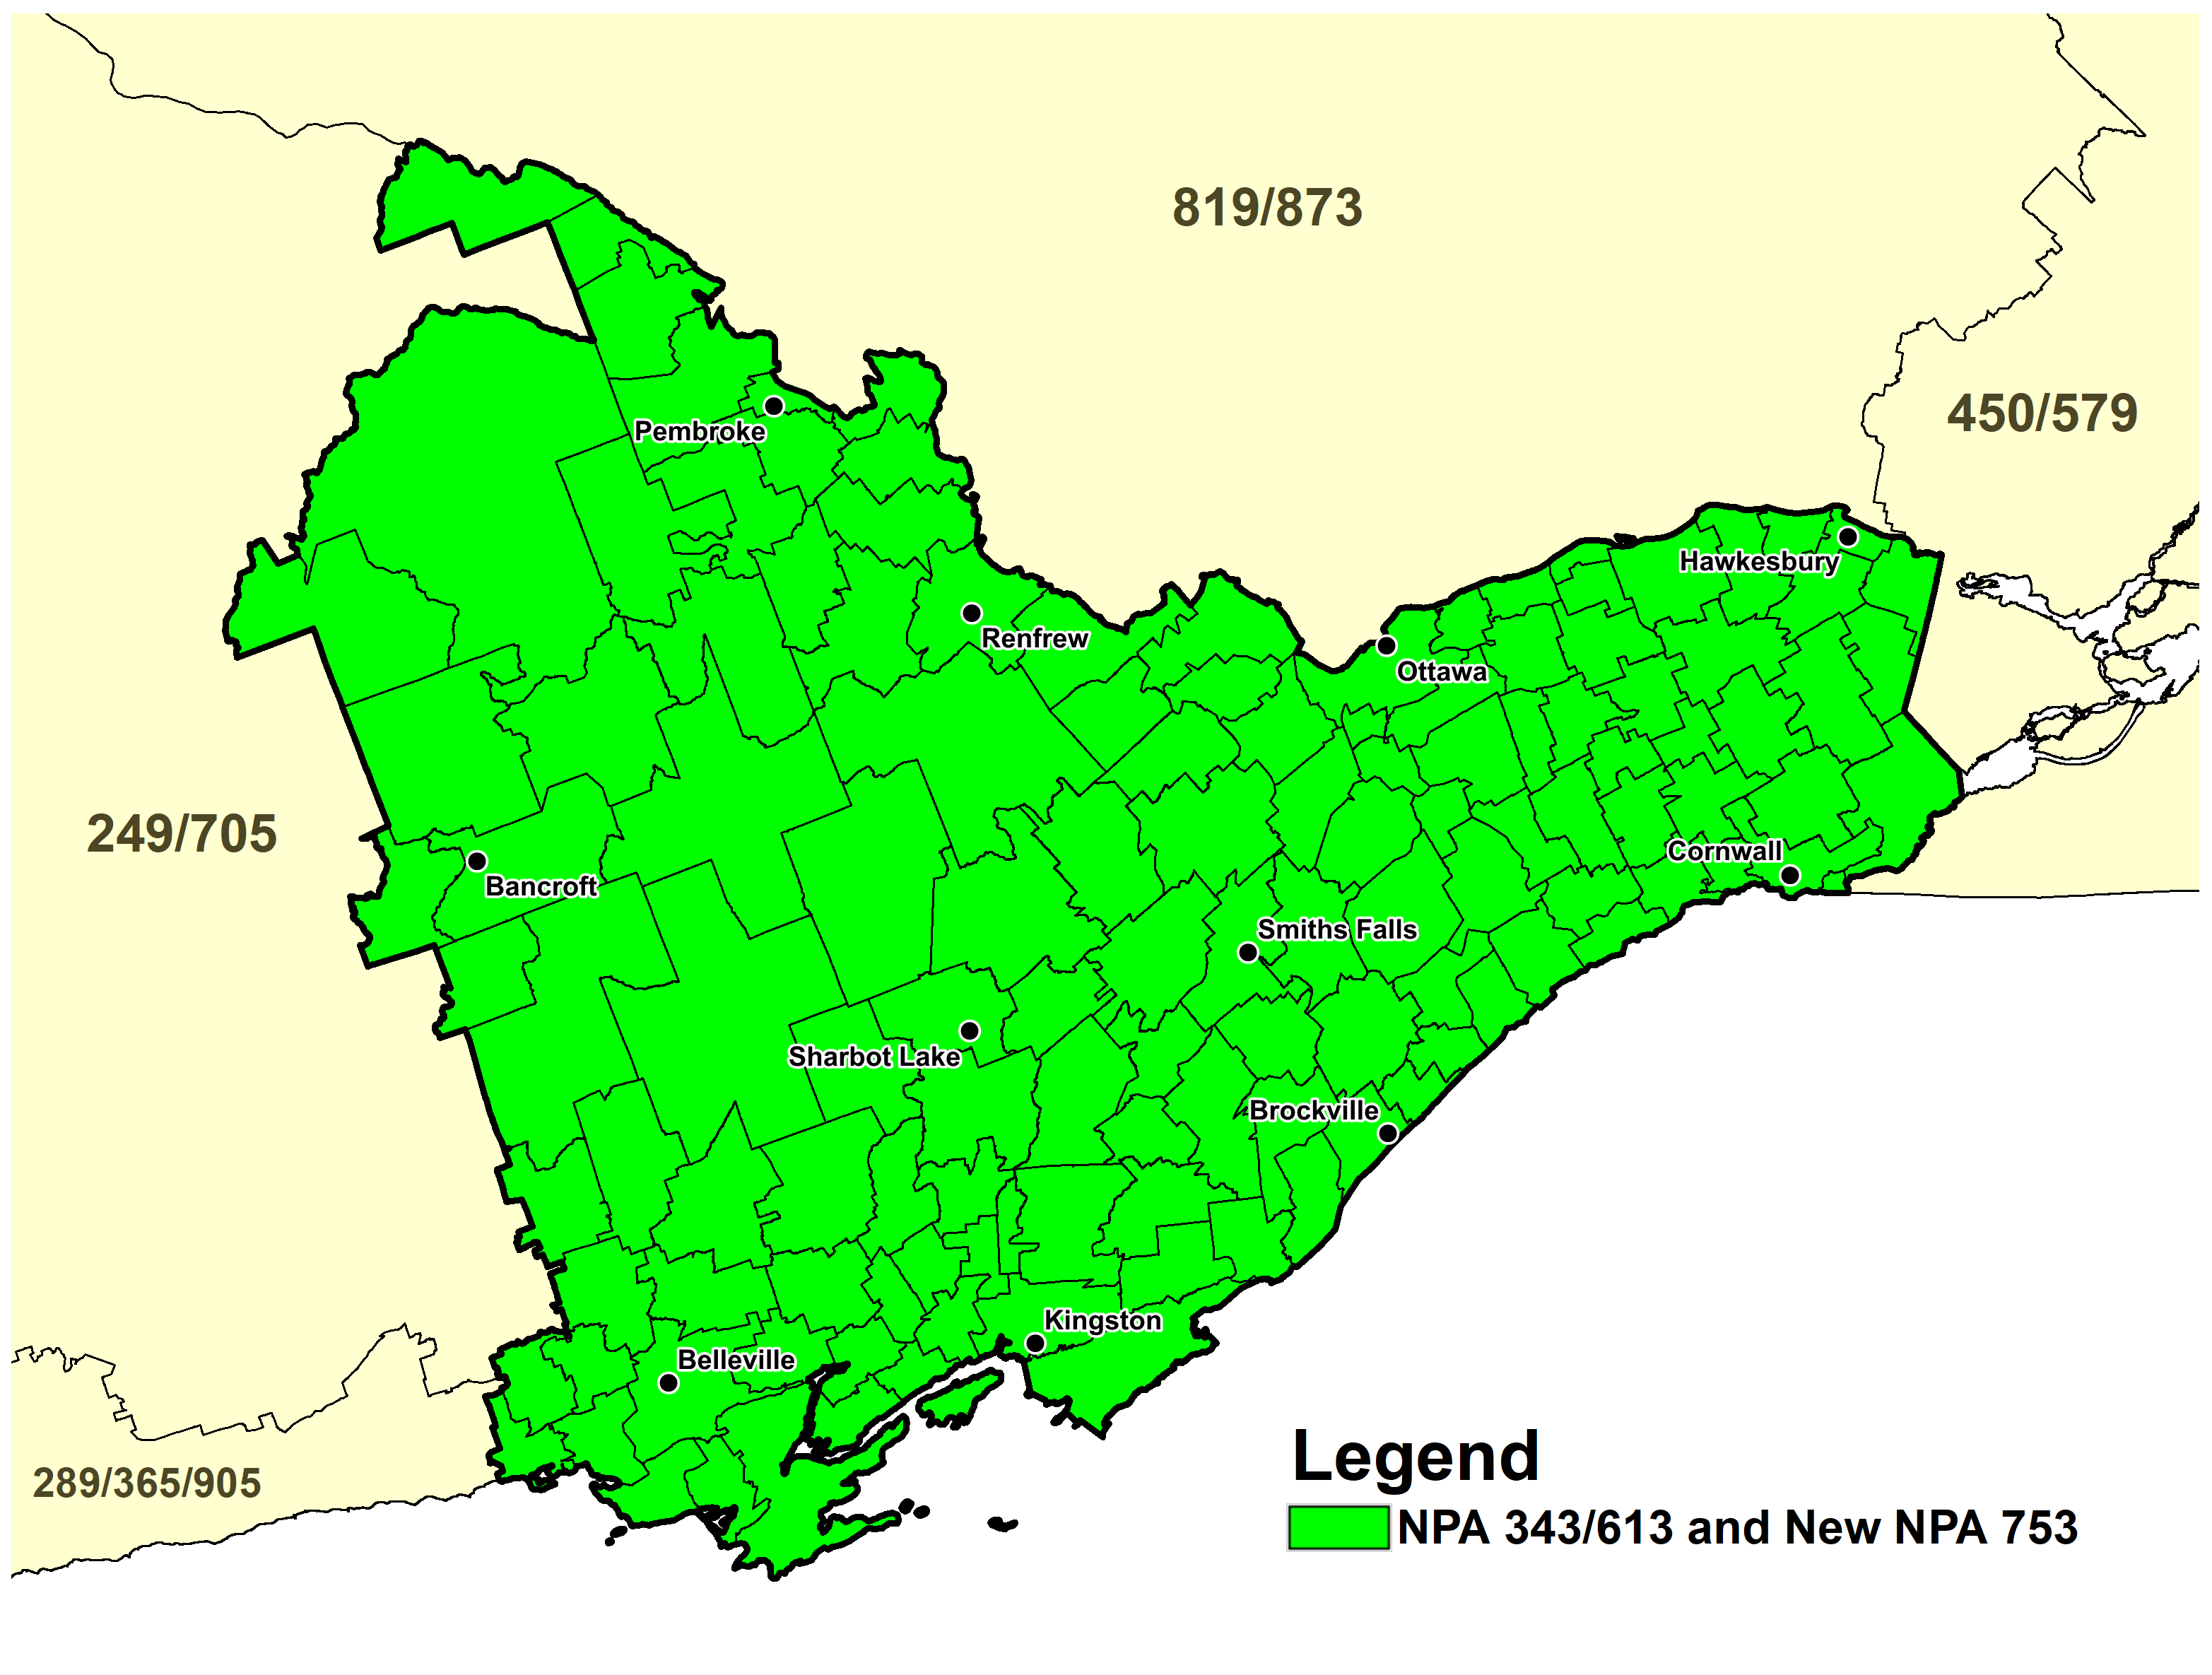 819/873
450/579
Pembroke
Hawkesbury
Renfrew
Ottawa
249/705
Cornwall
Bancroft
Smiths Falls
Sharbot Lake
Brockville
Kingston
Belleville
289/365/905
Legend
NPA 343/613 and New NPA 753